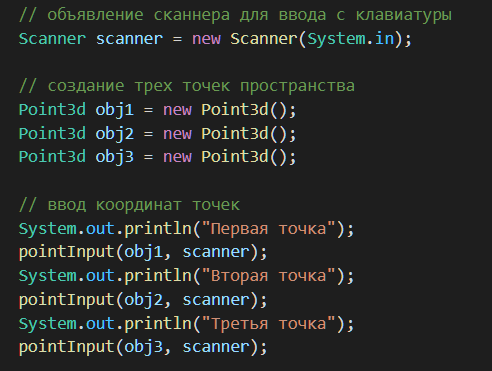 // объявление сканнера для ввода с клавиатуры
Scanner scanner = new Scanner(System.in);
// создание трех точек пространства
Point3d obj1 = new Point3d();
Point3d obj2 = new Point3d();
Point3d obj3 = new Point3d();
// ввод координат точек
System.out.println("Первая точка");
pointInput(obj1, scanner);
System.out.println("Вторая точка");
pointInput(obj2, scanner);
System.out.println("Третья точка");
pointInput(obj3, scanner);